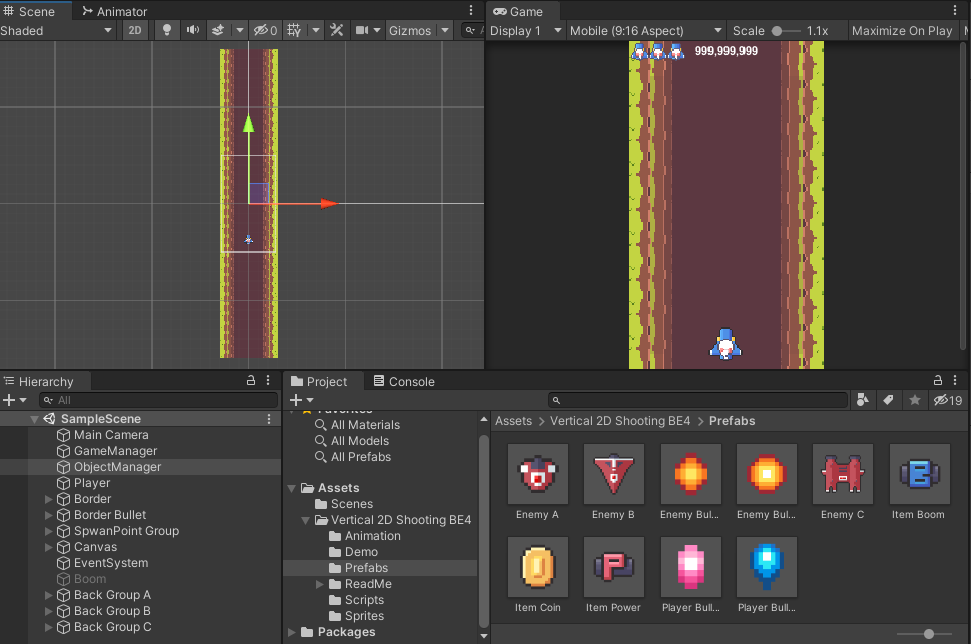 Scene Animator
Shaded 2D 0 Gizmos
Game
Display 1 Mobile (9:16 Aspect) Scale 1.1x Maximize On Play
999,999,999
Hierarchy
All
SampleScene
Main Camera
GameManager
ObjectManager
Player
Border
Border Bullet
SpwanPoint Group
Canvas
EventSystem
Boom
Back Group A
Back Group B
Back Group C
Project Console
19
Favorites
All Materials
All Models
All Prefabs
Assets
Scenes
Vertical 2D Shooting BE4
Animation
Demo
Prefabs
ReadMe
Scripts
Sprites
Packages
Assets > Vertical 2D Shooting BE4 > Prefabs
Enemy A Enemy B Enemy Bul... Enemy Bul... Enemy C Item Boom
Item Coin Item Power Player Bull... Player Bull...